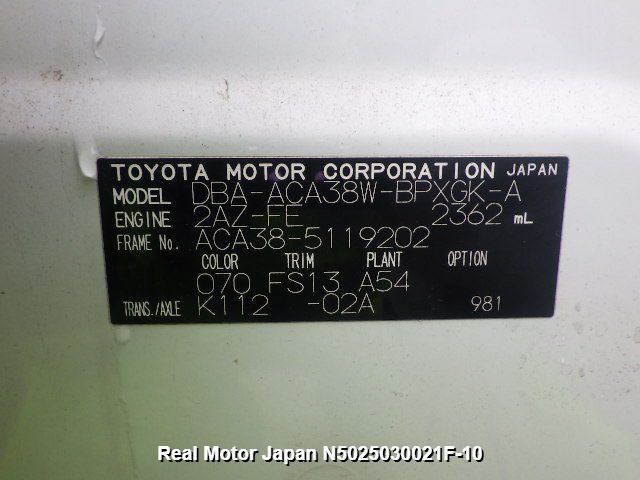 TOYOTA MOTOR CORPORATION JAPAN
MODEL DBA-ACA38W-BPXGK-A
ENGINE 2AZ-FE 2362 mL
FRAME No. ACA38-5119202
COLOR TRIM PLANT OPTION
070 FS13 A54
TRANS./AXLE K112 -02A 981
Real Motor Japan N5025030021F-10